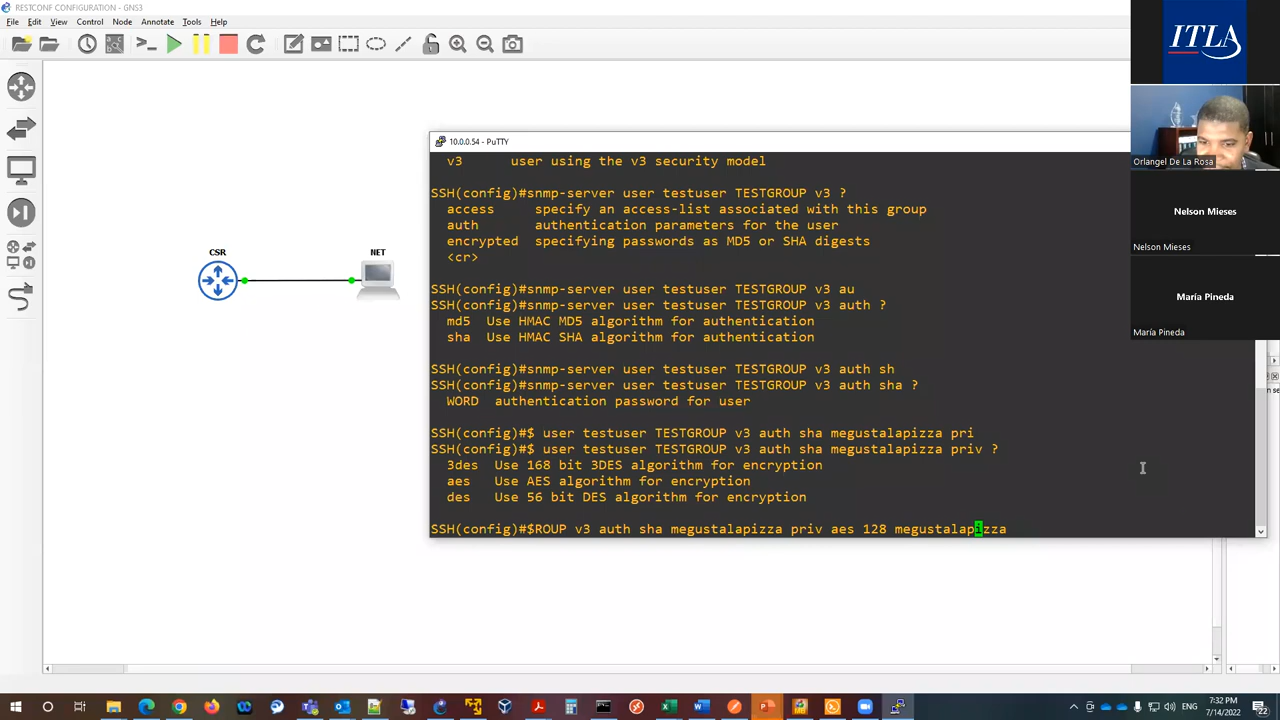 RESTCONF CONFIGURATION - GNS3
File Edit View Control Node Annotate Tools Help
ITLA
Orlangel De La Rosa
Nelson Mieses
Nelson Mieses
María Pineda
María Pineda
CSR
NET
10.0.0.54 - PuTTY
v3 user using the v3 security model
SSH(config)#snmp-server user testuser TESTGROUP v3 ?
access specify an access-list associated with this group
auth authentication parameters for the user
encrypted specifying passwords as MD5 or SHA digests
<cr>
SSH(config)#snmp-server user testuser TESTGROUP v3 au
SSH(config)#snmp-server user testuser TESTGROUP v3 auth ?
md5 Use HMAC MD5 algorithm for authentication
sha Use HMAC SHA algorithm for authentication
SSH(config)#snmp-server user testuser TESTGROUP v3 auth sh
SSH(config)#snmp-server user testuser TESTGROUP v3 auth sha ?
WORD authentication password for user
SSH(config)#$ user testuser TESTGROUP v3 auth sha megustalapizza pri
SSH(config)#$ user testuser TESTGROUP v3 auth sha megustalapizza priv ?
3des Use 168 bit 3DES algorithm for encryption
aes Use AES algorithm for encryption
des Use 56 bit DES algorithm for encryption
SSH(config)#$ROUP v3 auth sha megustalapizza priv aes 128 megustalapizza
ENG
7:32 PM
7/14/2022
22